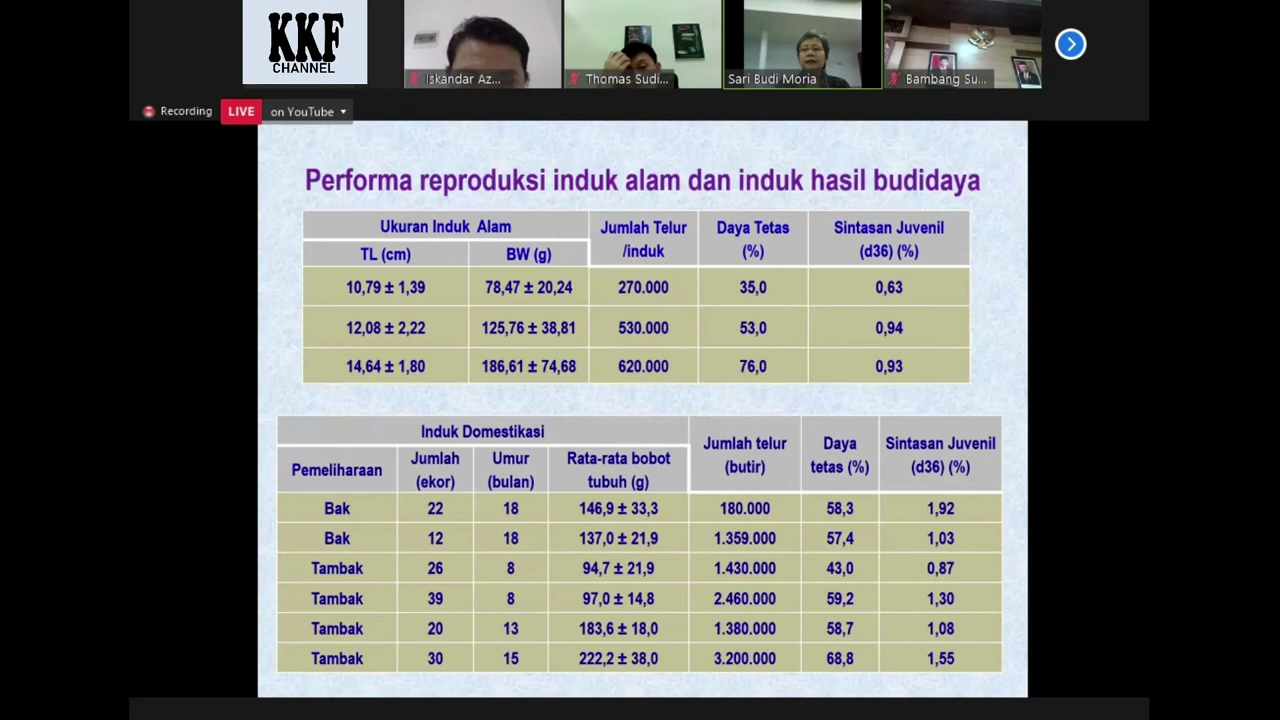 KKF
CHANNEL
Iskandar Az...
Thomas Sudi...
Sari Budi Moria
Bambang Su...
Recording
LIVE
on YouTube
Performa reproduksi induk alam dan induk hasil budidaya
Ukuran Induk Alam
Jumlah Telur /induk
Daya Tetas (%)
Sintasan Juvenil (d36) (%)
TL (cm)
BW (g)
10,79 ± 1,39 78,47 ± 20,24 270.000 35,0 0,63
12,08 ± 2,22 125,76 ± 38,81 530.000 53,0 0,94
14,64 ± 1,80 186,61 ± 74,68 620.000 76,0 0,93
Induk Domestikasi
Jumlah telur (butir)
Daya tetas (%)
Sintasan Juvenil (d36) (%)
Pemeliharaan
Jumlah (ekor)
Umur (bulan)
Rata-rata bobot tubuh (g)
Bak 22 18 146,9 ± 33,3 180.000 58,3 1,92
Bak 12 18 137,0 ± 21,9 1.359.000 57,4 1,03
Tambak 26 8 94,7 ± 21,9 1.430.000 43,0 0,87
Tambak 39 8 97,0 ± 14,8 2.460.000 59,2 1,30
Tambak 20 13 183,6 ± 18,0 1.380.000 58,7 1,08
Tambak 30 15 222,2 ± 38,0 3.200.000 68,8 1,55